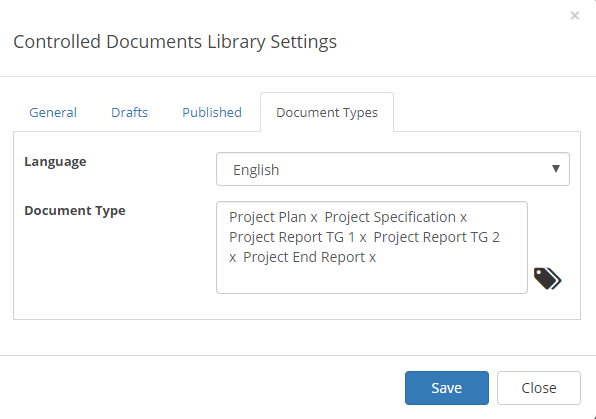 ×
Controlled Documents Library Settings
General Drafts Published Document Types
Language English
Document Type
Project Plan x Project Specification x
Project Report TG 1 x Project Report TG 2
x Project End Report x
Save Close